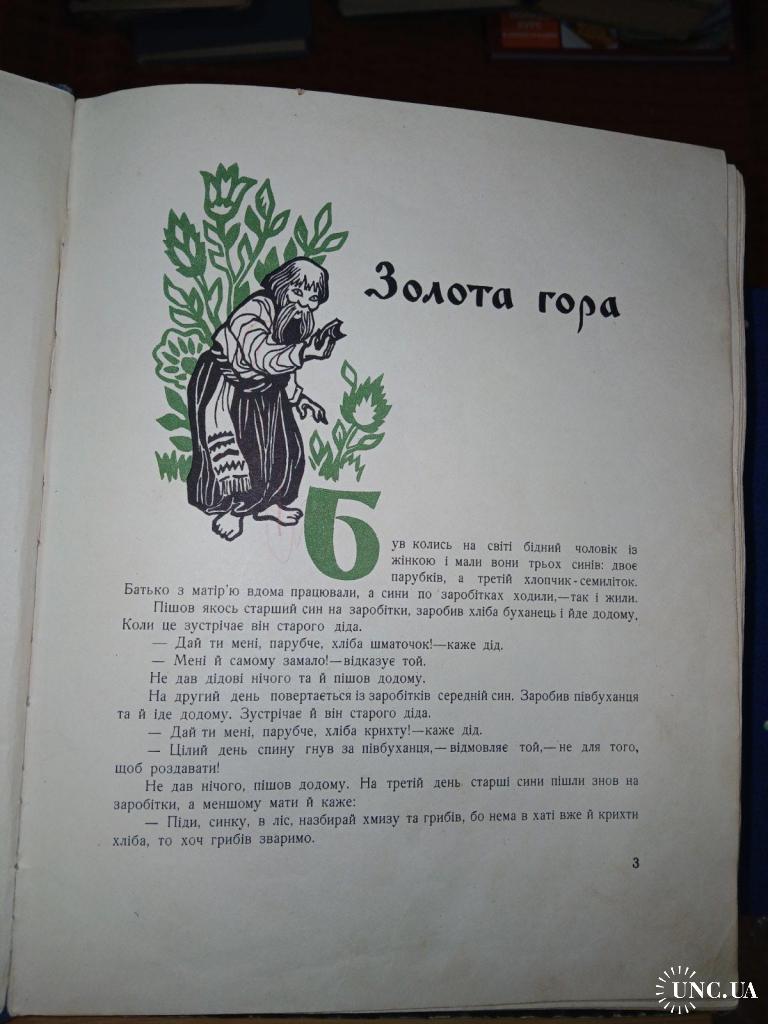 Золота гора
Був колись на світі бідний чоловік із
жінкою і мали вони трьох синів: двоє
парубків, а третій хлопчик-семиліток.
Батько з матір'ю вдома працювали, а сини по заробітках ходили,—так і жили.
Пішов якось старший син на заробітки, заробив хліба буханець і йде додому.
Коли це зустрічає він старого діда.
— Дай ти мені, парубче, хліба шматочок!—каже дід.
— Мені й самому замало!—відказує той.
Не дав дідові нічого та й пішов додому.
На другий день повертається із заробітків середній син. Заробив півбуханця
та й іде додому. Зустрічає й він старого діда.
— Дай ти мені, парубче, хліба крихту!—каже дід.
— Цілий день спину гнув за півбуханця,—відмовляє той,—не для того,
щоб роздавати!
Не дав нічого, пішов додому. На третій день старші сини пішли знов на
заробітки, а меншому мати й каже:
— Піди, синку, в ліс, назбирай хмизу та грибів, бо нема в хаті вже й крихти
хліба, то хоч грибів зваримо.
3
UNC.UA